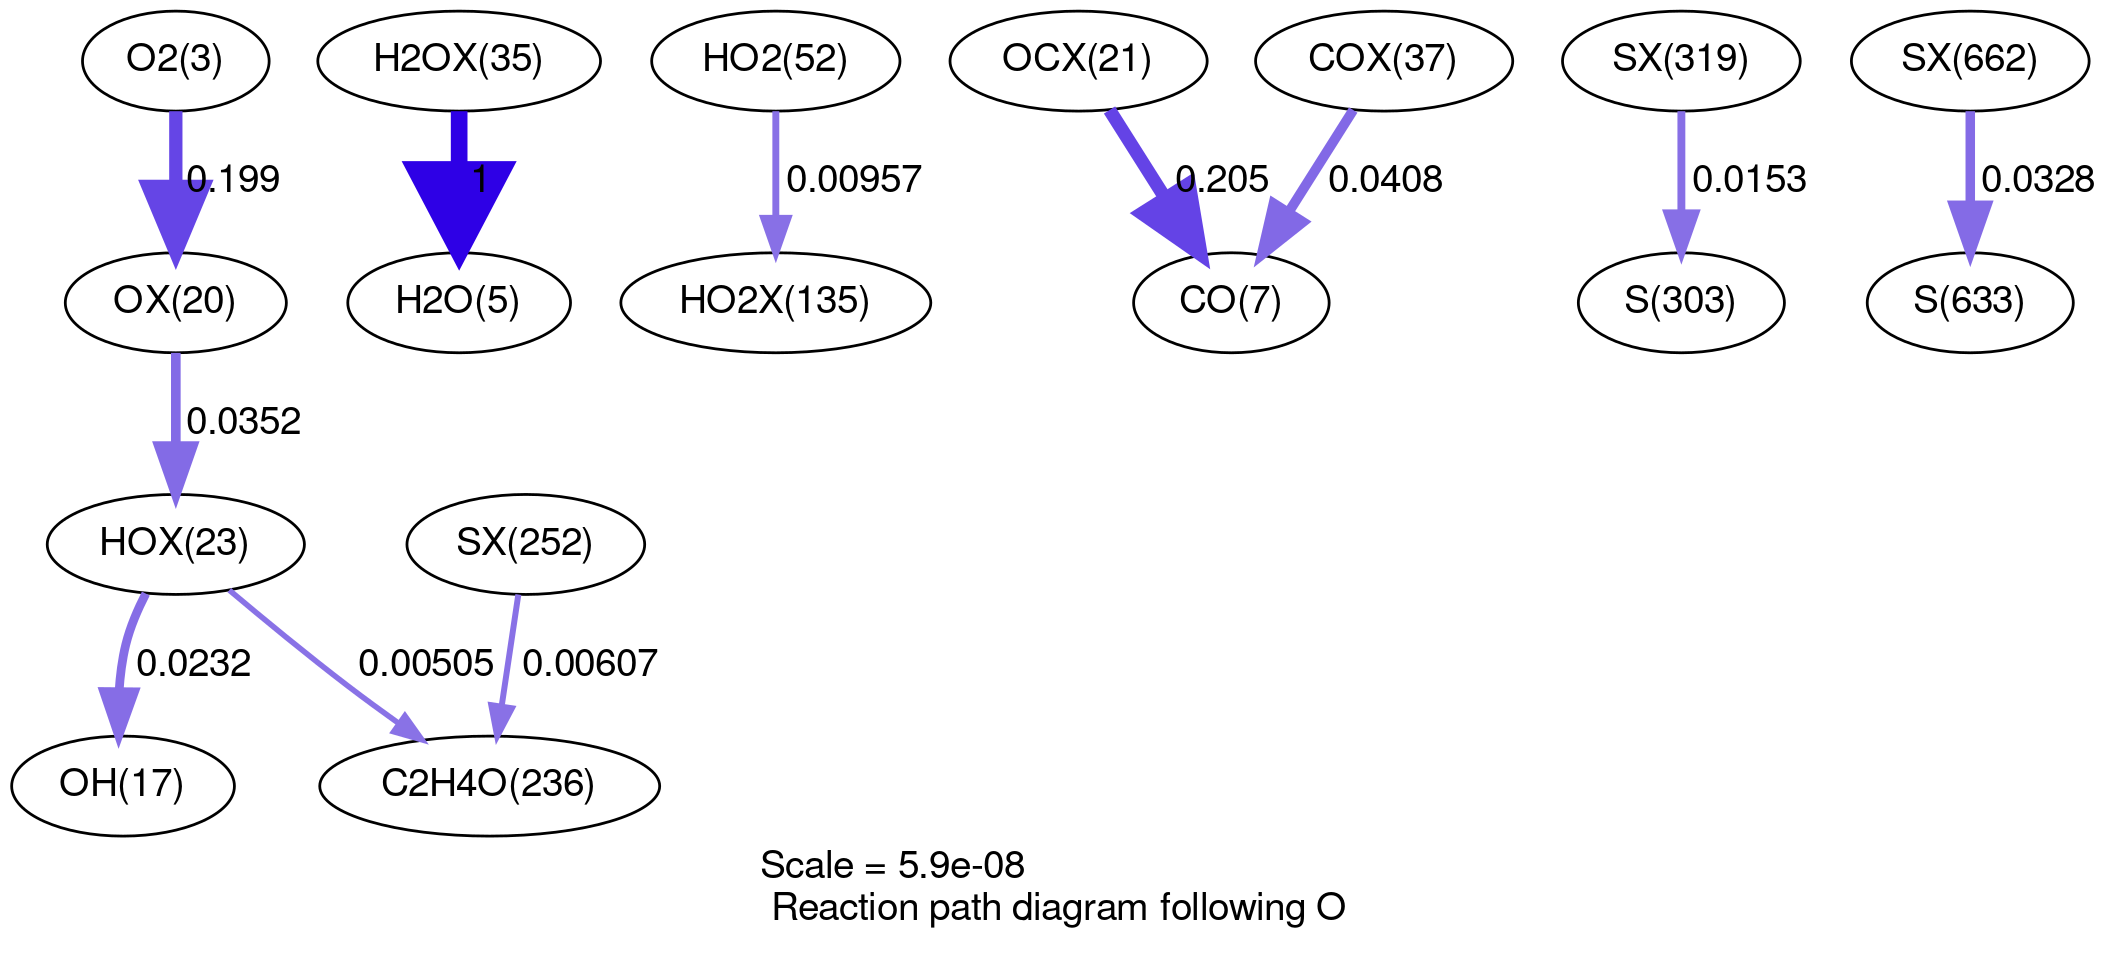 O2(3)
H2OX(35)
HO2(52)
OCX(21)
COX(37)
SX(319)
SX(662)
0.199
1
0.00957
0.205
0.0408
0.0153
0.0328
OX(20)
H2O(5)
HO2X(135)
CO(7)
S(303)
S(633)
0.0352
HOX(23)
SX(252)
0.0232
0.00505
0.00607
OH(17)
C2H4O(236)
Scale = 5.9e-08
Reaction path diagram following O